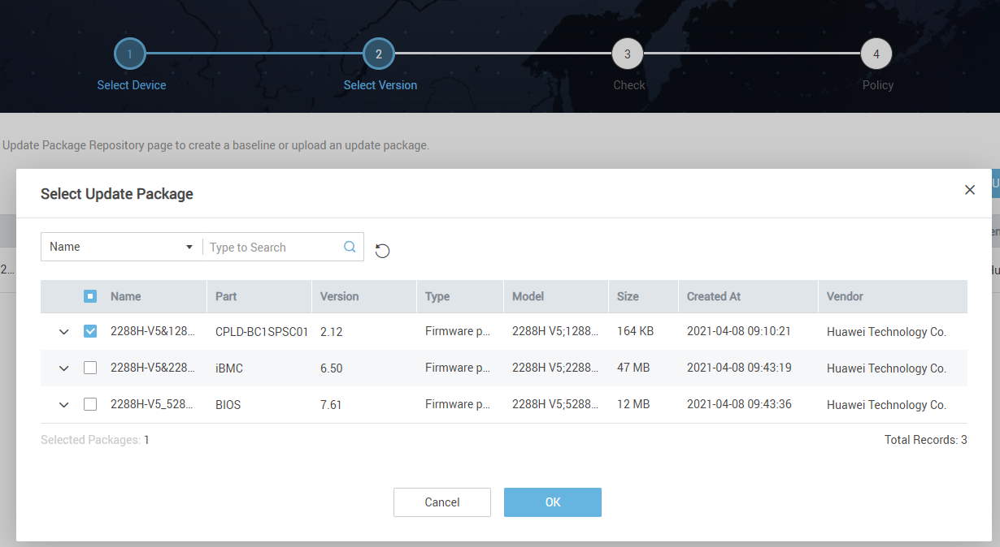 1
2
3
4
Select Device
Select Version
Check
Policy
Update Package Repository page to create a baseline or upload an update package.
Select Update Package
Name
Type to Search
Name Part Version Type Model Size Created At Vendor
2288H-V5&128... CPLD-BC1SPSC01 2.12 Firmware p... 2288H V5;1288... 164 KB 2021-04-08 09:10:21 Huawei Technology Co.
2288H-V5&228... iBMC 6.50 Firmware p... 2288H V5;2288... 47 MB 2021-04-08 09:43:19 Huawei Technology Co.
2288H-V5_528... BIOS 7.61 Firmware p... 2288H V5;5288... 12 MB 2021-04-08 09:43:36 Huawei Technology Co.
Selected Packages: 1
Total Records: 3
Cancel
OK
2...